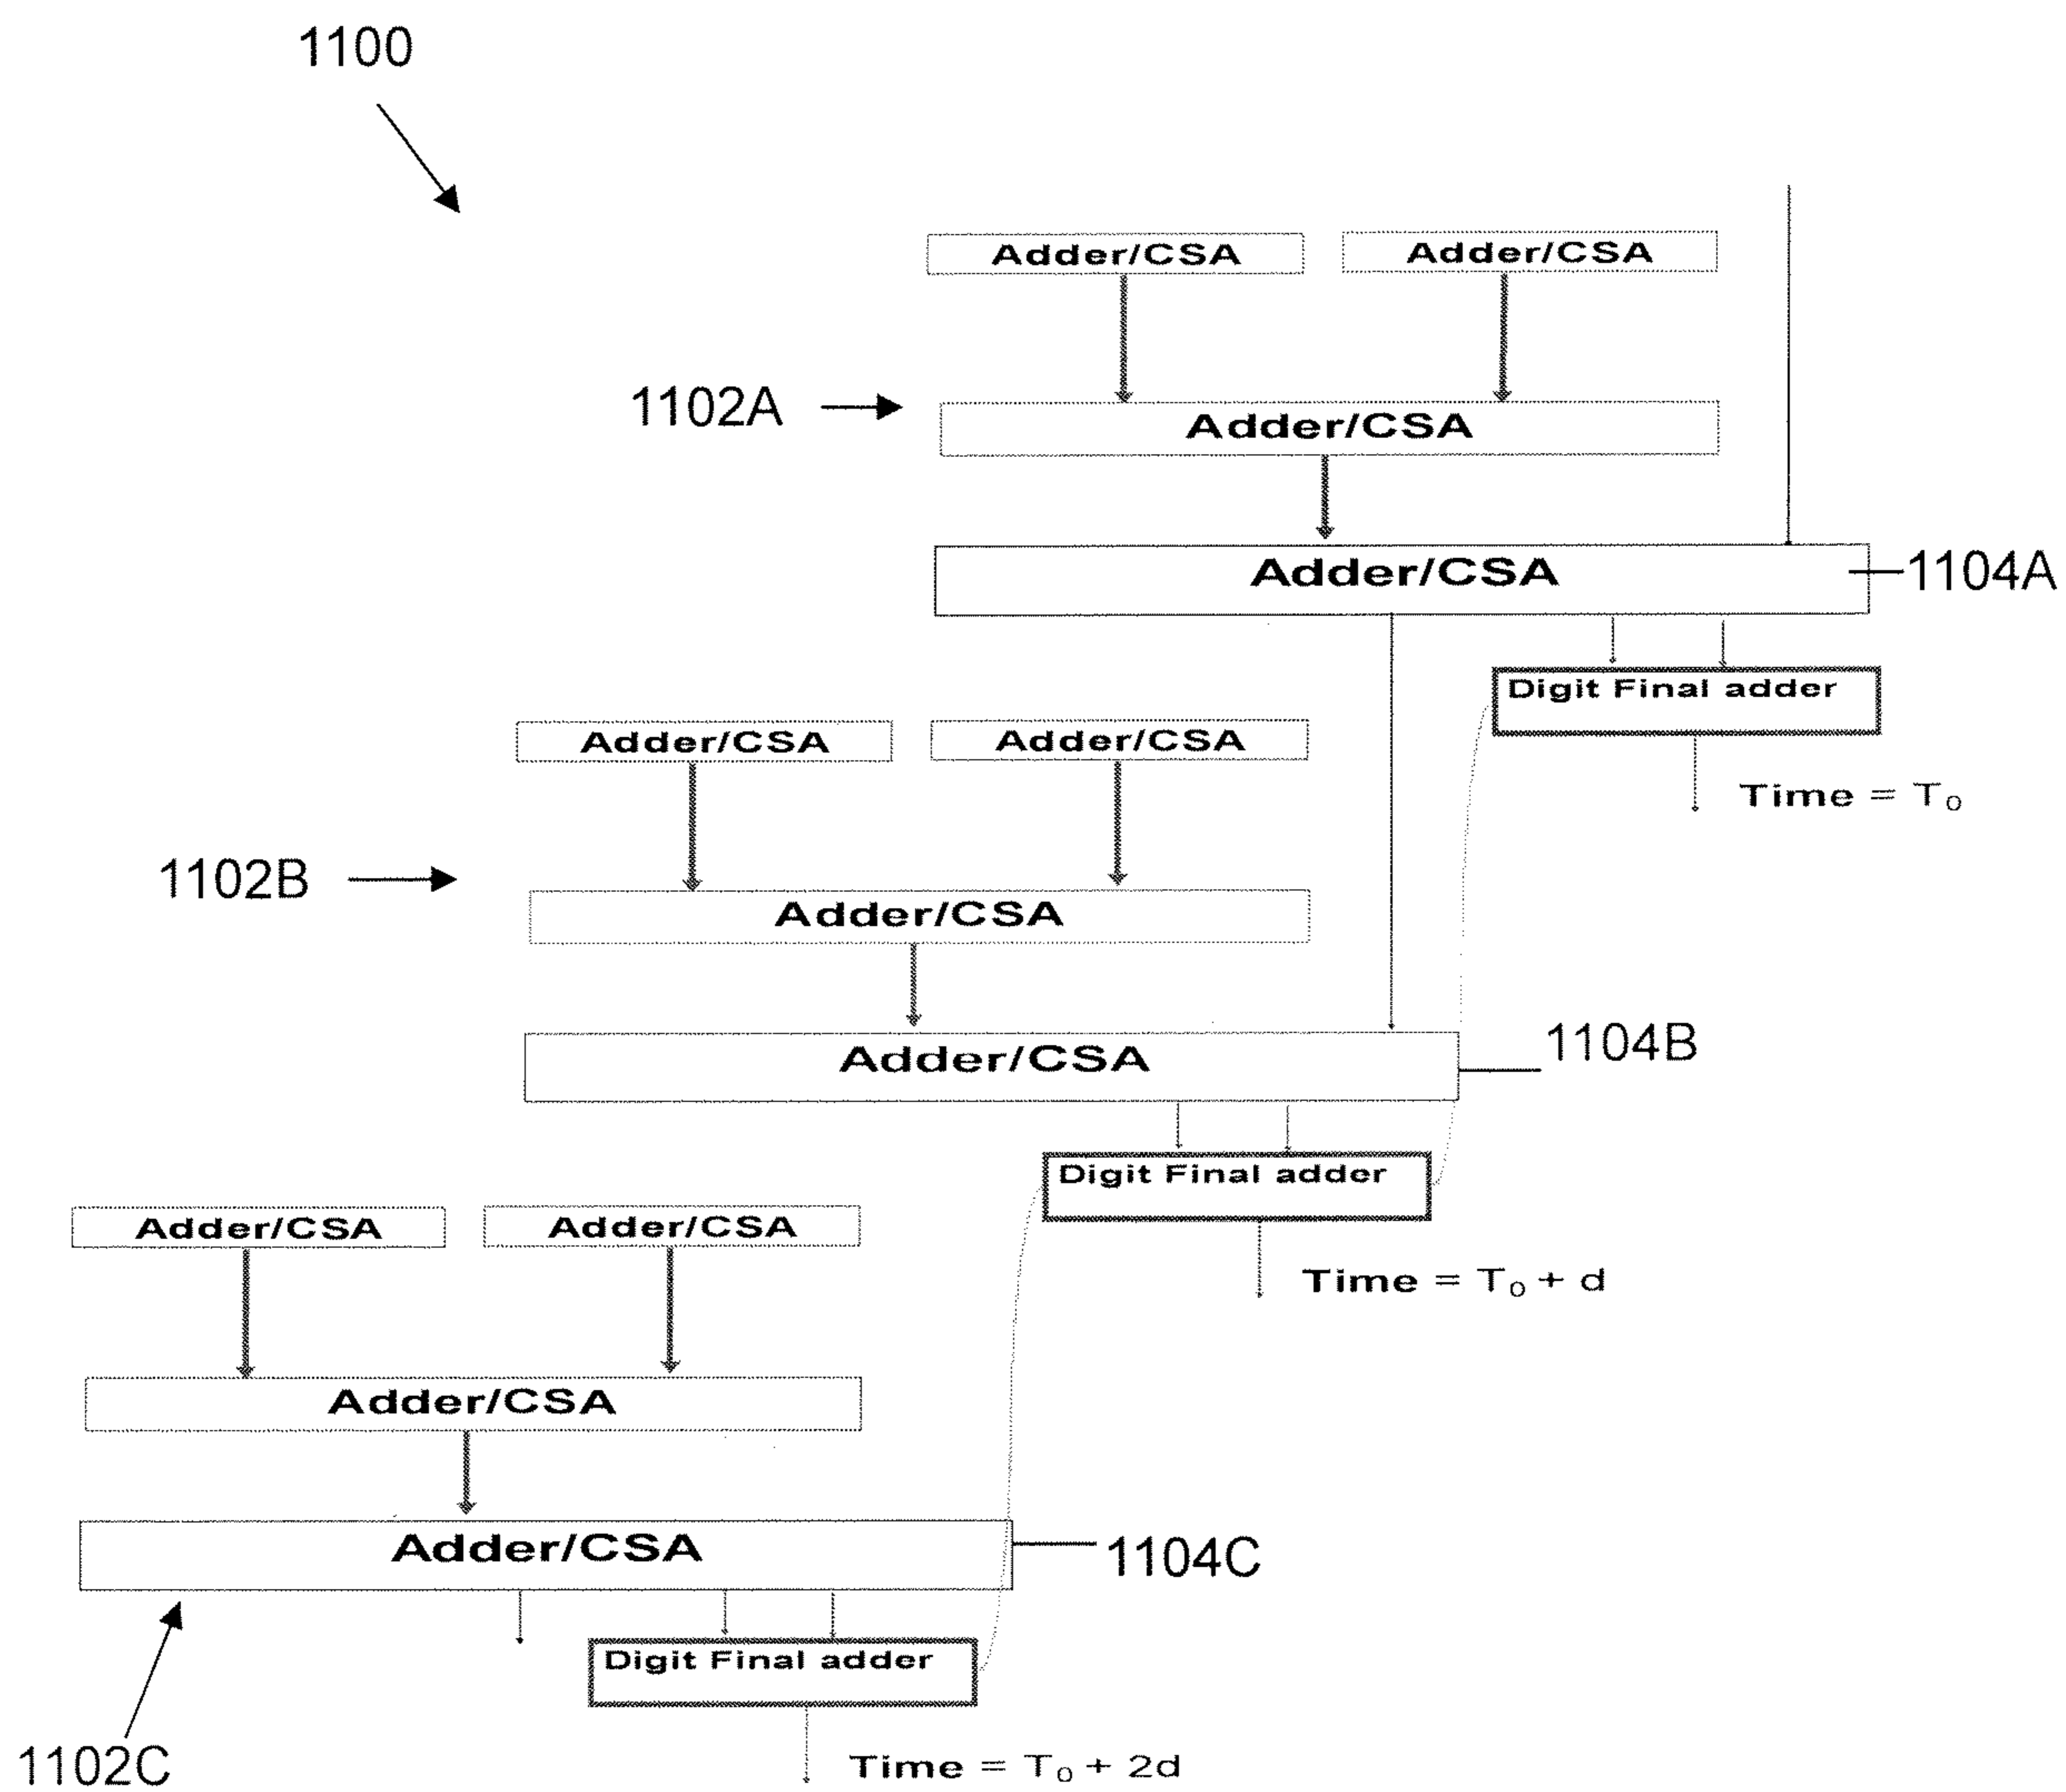 1100
Adder/CSA Adder/CSA
1102A
Adder/CSA
Adder/CSA
1104A
Digit Final adder
Time = T₀
Adder/CSA Adder/CSA
1102B
Adder/CSA
Adder/CSA
1104B
Digit Final adder
Time = T₀ + d
Adder/CSA Adder/CSA
Adder/CSA
Adder/CSA
1104C
Digit Final adder
1102C
Time = T₀ + 2d